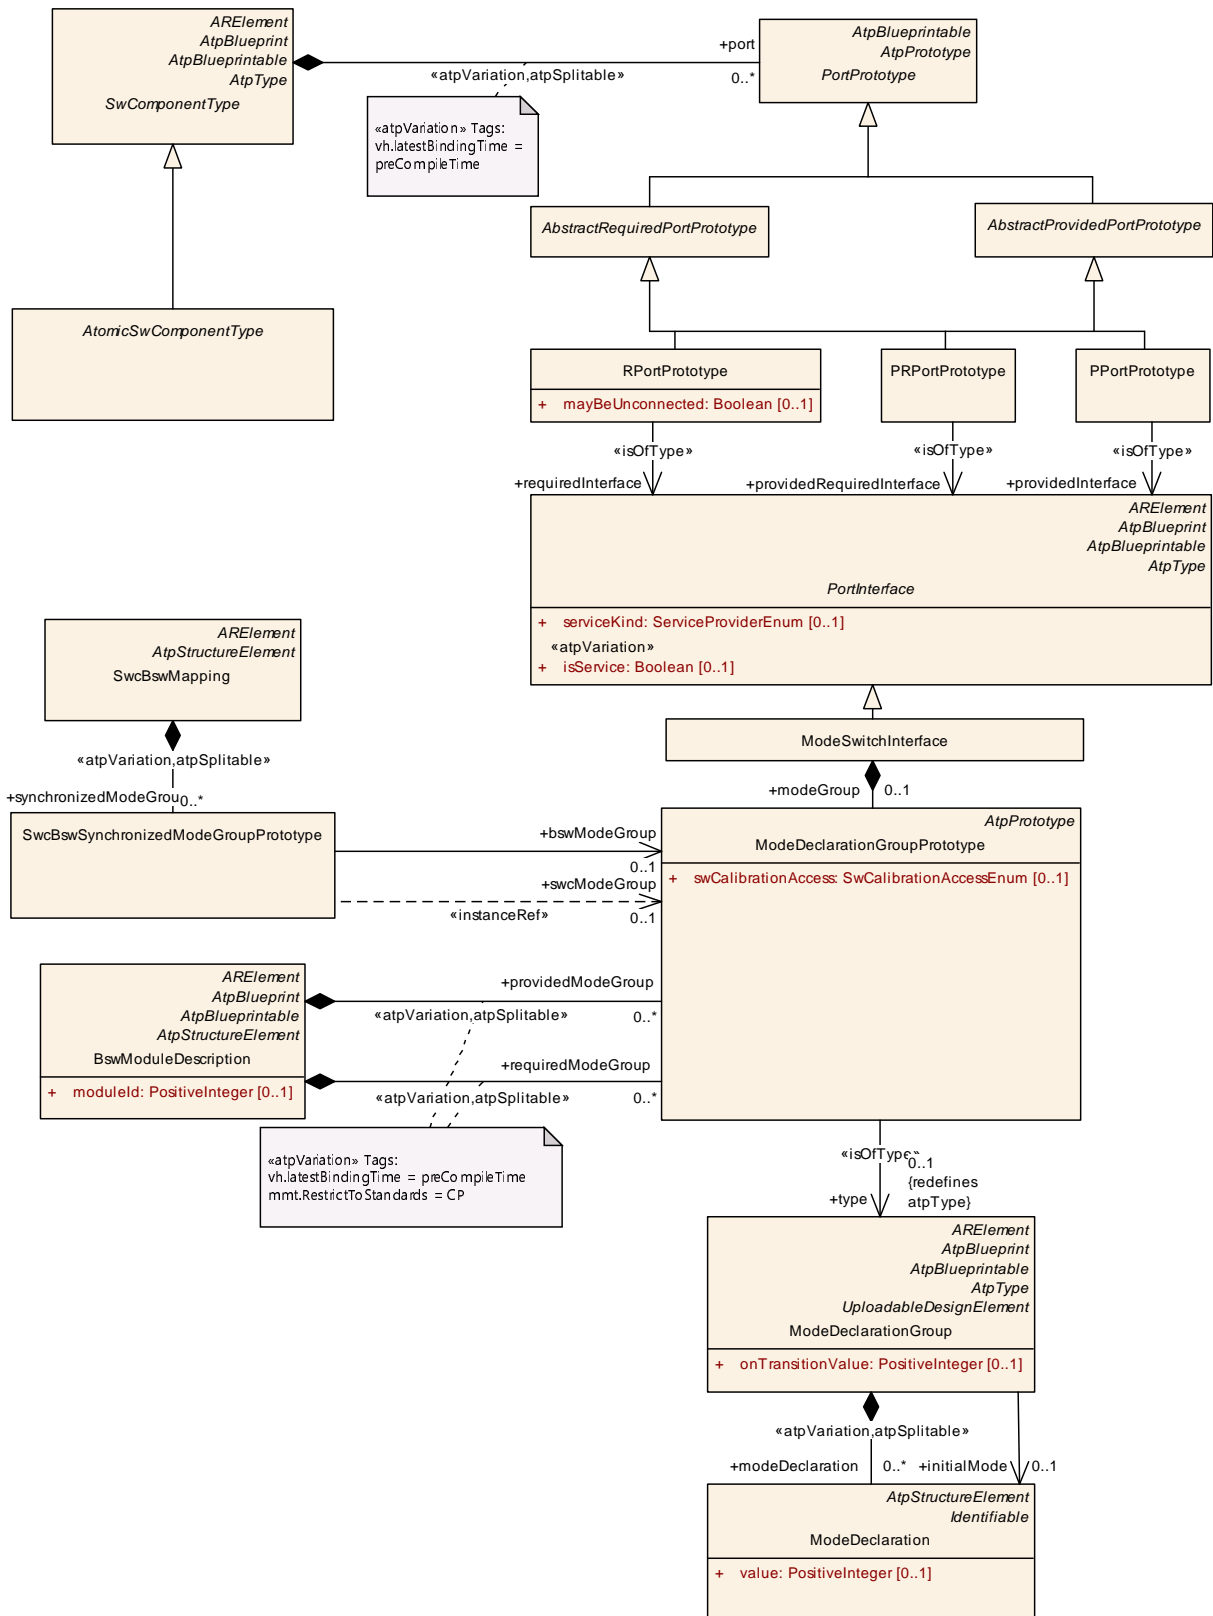 ARElement
AtpBlueprint
AtpBlueprintable
AtpType
SwComponentType
+port
«atpVariation,atpSplitable»
0..*
AtpBlueprintable
AtpPrototype
PortPrototype
«atpVariation» Tags:
vh.latestBindingTime =
preCompileTime
AbstractRequiredPortPrototype
AbstractProvidedPortPrototype
AtomicSwComponentType
RPortPrototype
+ mayBeUnconnected: Boolean [0..1]
PRPortPrototype
PPortPrototype
«isOfType»
«isOfType»
«isOfType»
+requiredInterface
+providedRequiredInterface
+providedInterface
ARElement
AtpBlueprint
AtpBlueprintable
AtpType
PortInterface
+ serviceKind: ServiceProviderEnum [0..1]
«atpVariation»
+ isService: Boolean [0..1]
ARElement
AtpStructureElement
SwcBswMapping
«atpVariation,atpSplitable»
+synchronizedModeGrou
0..*
SwcBswSynchronizedModeGroupPrototype
ModeSwitchInterface
+modeGroup
0..1
+bswModeGroup
0..1
+swcModeGroup
«instanceRef»
0..1
AtpPrototype
ModeDeclarationGroupPrototype
+ swCalibrationAccess: SwCalibrationAccessEnum [0..1]
ARElement
AtpBlueprint
AtpBlueprintable
AtpStructureElement
BswModuleDescription
+ moduleId: PositiveInteger [0..1]
+providedModeGroup
«atpVariation,atpSplitable»
0..*
+requiredModeGroup
«atpVariation,atpSplitable»
0..*
«atpVariation» Tags:
vh.latestBindingTime = preCompileTime
mmt.RestrictToStandards = CP
«isOfType»
0..1
{redefines
atpType}
+type
ARElement
AtpBlueprint
AtpBlueprintable
AtpType
UploadableDesignElement
ModeDeclarationGroup
+ onTransitionValue: PositiveInteger [0..1]
«atpVariation,atpSplitable»
+modeDeclaration
0..*
+initialMode
0..1
AtpStructureElement
Identifiable
ModeDeclaration
+ value: PositiveInteger [0..1]